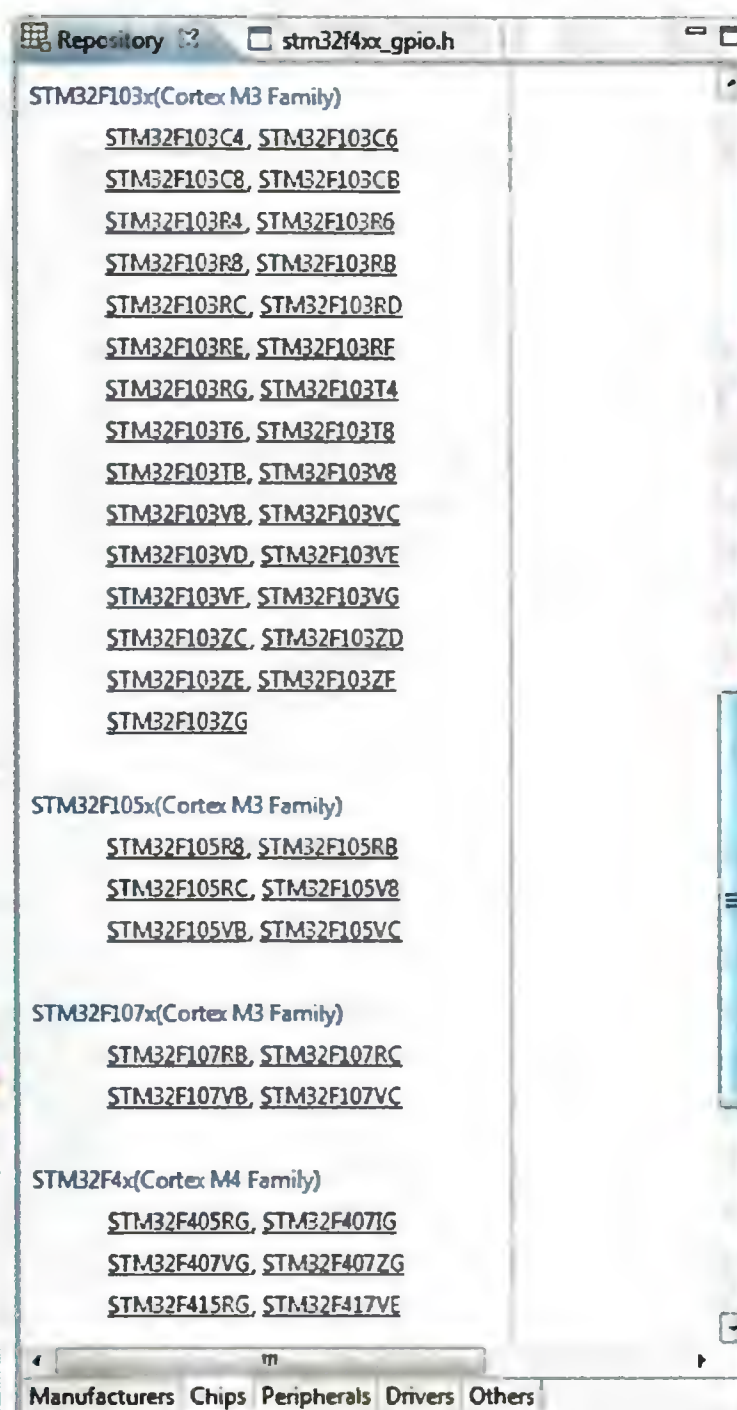 Repository stm32f4xx_gpio.h
STM32F103x(Cortex M3 Family)
STM32F103C4, STM32F103C6
STM32F103C8, STM32F103CB
STM32F103R4, STM32F103R6
STM32F103R8, STM32F103RB
STM32F103RC, STM32F103RD
STM32F103RE, STM32F103RF
STM32F103RG, STM32F103T4
STM32F103T6, STM32F103T8
STM32F103TB, STM32F103V8
STM32F103VB, STM32F103VC
STM32F103VD, STM32F103VE
STM32F103VF, STM32F103VG
STM32F103ZC, STM32F103ZD
STM32F103ZE, STM32F103ZF
STM32F103ZG
STM32F105x(Cortex M3 Family)
STM32F105R8, STM32F105RB
STM32F105RC, STM32F105V8
STM32F105VB, STM32F105VC
STM32F107x(Cortex M3 Family)
STM32F107RB, STM32F107RC
STM32F107VB, STM32F107VC
STM32F4x(Cortex M4 Family)
STM32F405RG, STM32F407IG
STM32F407VG, STM32F407ZG
STM32F415RG, STM32F417VE
Manufacturers Chips Peripherals Drivers Others